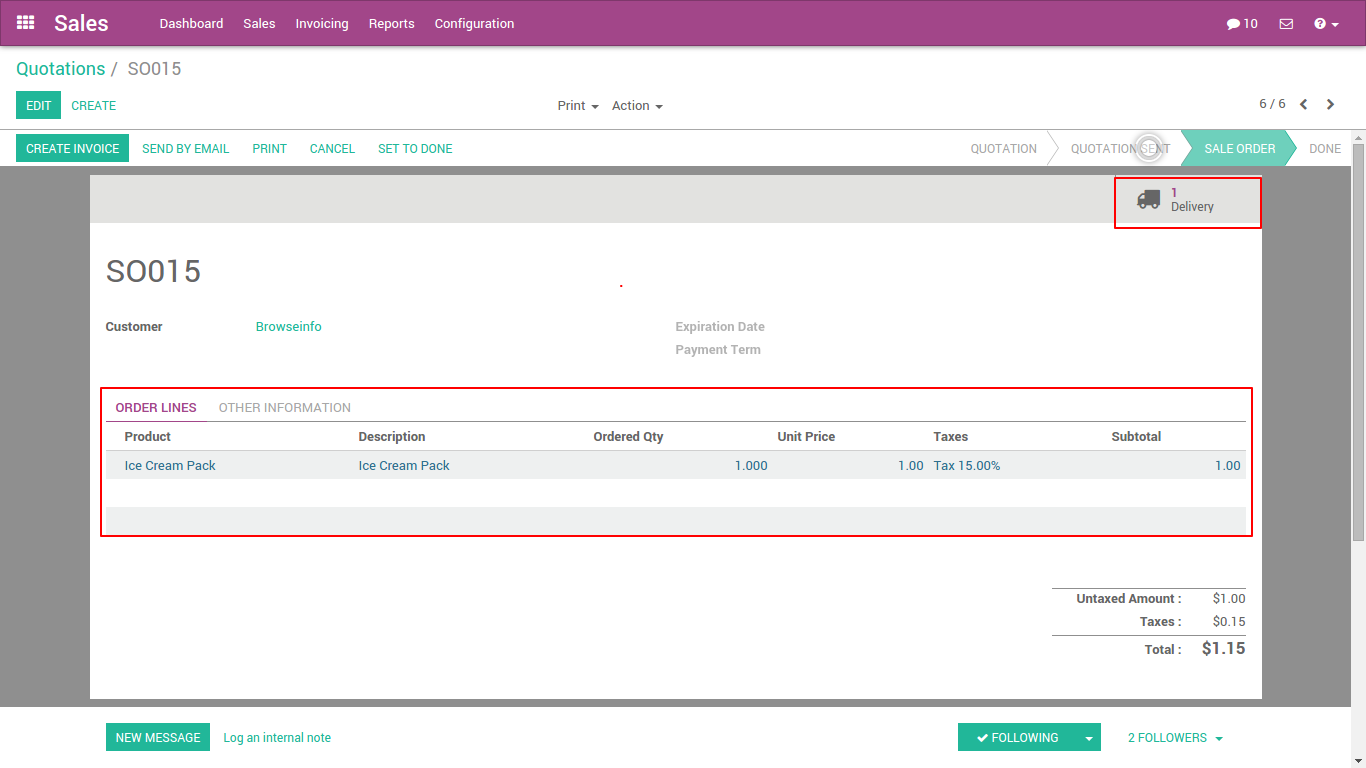 Sales Dashboard Sales Invoicing Reports Configuration 10
Quotations / SO015
EDIT CREATE Print Action 6 / 6
CREATE INVOICE SEND BY EMAIL PRINT CANCEL SET TO DONE QUOTATION QUOTATION SENT SALE ORDER DONE
1
Delivery
SO015
Customer Browseinfo Expiration Date
Payment Term
ORDER LINES OTHER INFORMATION
Product Description Ordered Qty Unit Price Taxes Subtotal
Ice Cream Pack Ice Cream Pack 1.000 1.00 Tax 15.00% 1.00
Untaxed Amount : $1.00
Taxes : $0.15
Total : $1.15
NEW MESSAGE Log an internal note FOLLOWING 2 FOLLOWERS